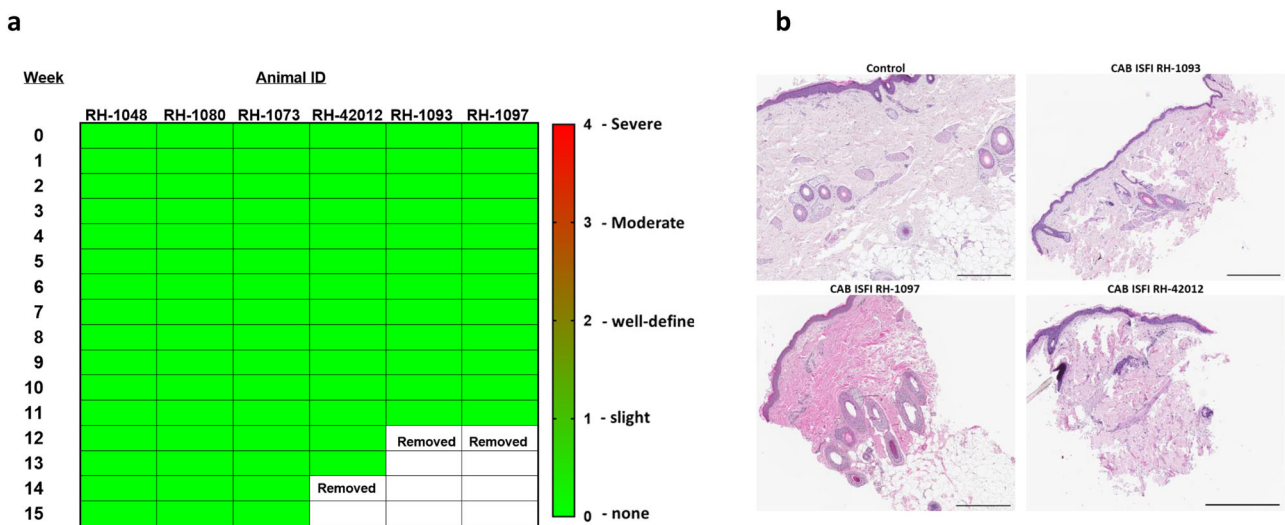 a
b
Week
Animal ID
RH-1048 RH-1080 RH-1073 RH-42012 RH-1093 RH-1097
0
1
2
3
4
5
6
7
8
9
10
11
12 Removed Removed
13
14 Removed
15
4 - Severe
3 - Moderate
2 - well-define
1 - slight
0 - none
Control
CAB ISFI RH-1093
CAB ISFI RH-1097
CAB ISFI RH-42012